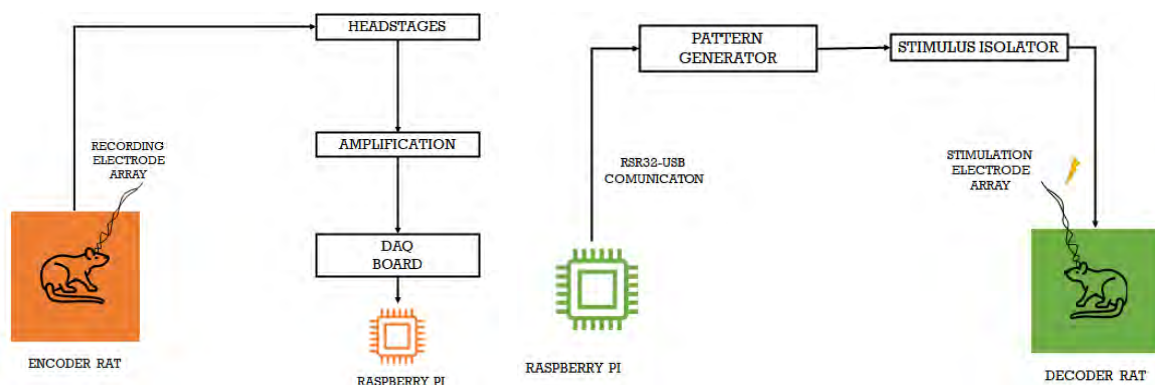 HEADSTAGES
AMPLIFICATION
DAQ
BOARD
RASPBERRY PI
RECORDING
ELECTRODE
ARRAY
ENCODER RAT
PATTERN
GENERATOR
STIMULUS ISOLATOR
RSR32-USB
COMUNICATON
RASPBERRY PI
STIMULATION
ELECTRODE
ARRAY
DECODER RAT